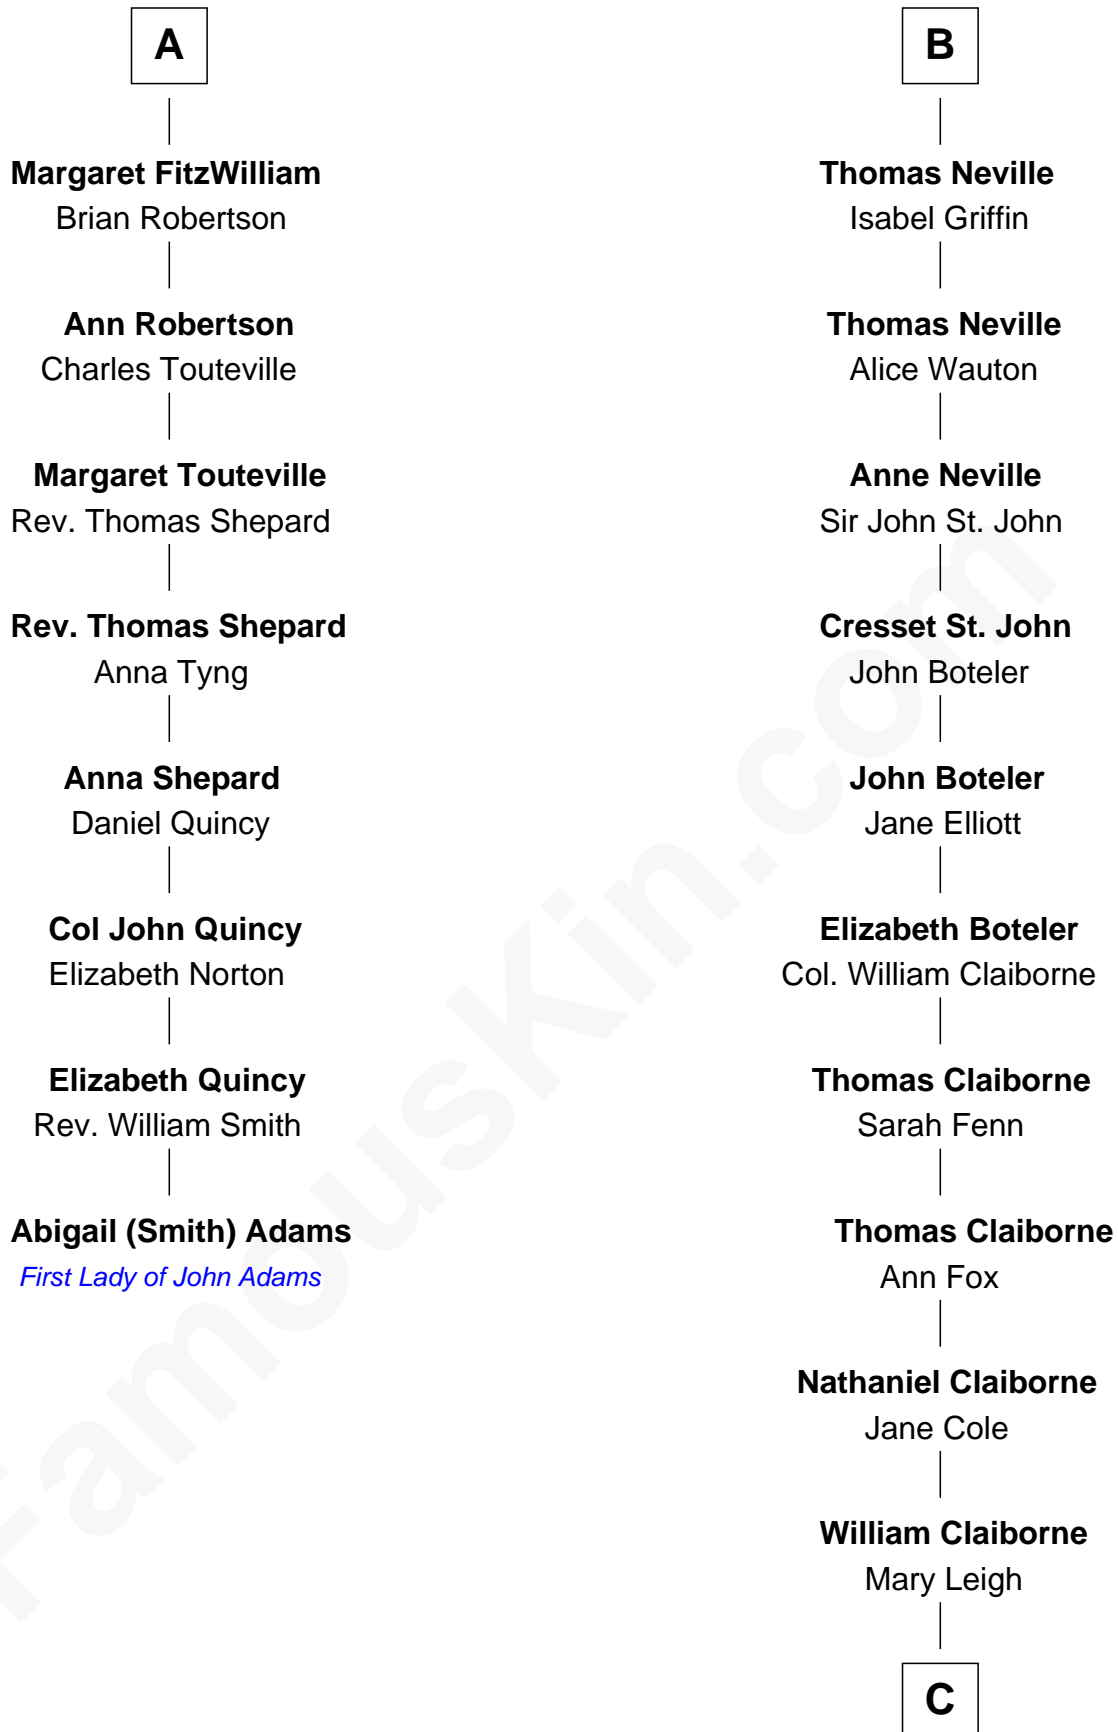 A
Margaret FitzWilliam
Brian Robertson
Ann Robertson
Charles Touteville
Margaret Touteville
Rev. Thomas Shepard
Rev. Thomas Shepard
Anna Tyng
Anna Shepard
Daniel Quincy
Col John Quincy
Elizabeth Norton
Elizabeth Quincy
Rev. William Smith
Abigail (Smith) Adams
First Lady of John Adams
B
Thomas Neville
Isabel Griffin
Thomas Neville
Alice Wauton
Anne Neville
Sir John St. John
Cresset St. John
John Boteler
John Boteler
Jane Elliott
Elizabeth Boteler
Col. William Claiborne
Thomas Claiborne
Sarah Fenn
Thomas Claiborne
Ann Fox
Nathaniel Claiborne
Jane Cole
William Claiborne
Mary Leigh
C
FamousKin.com